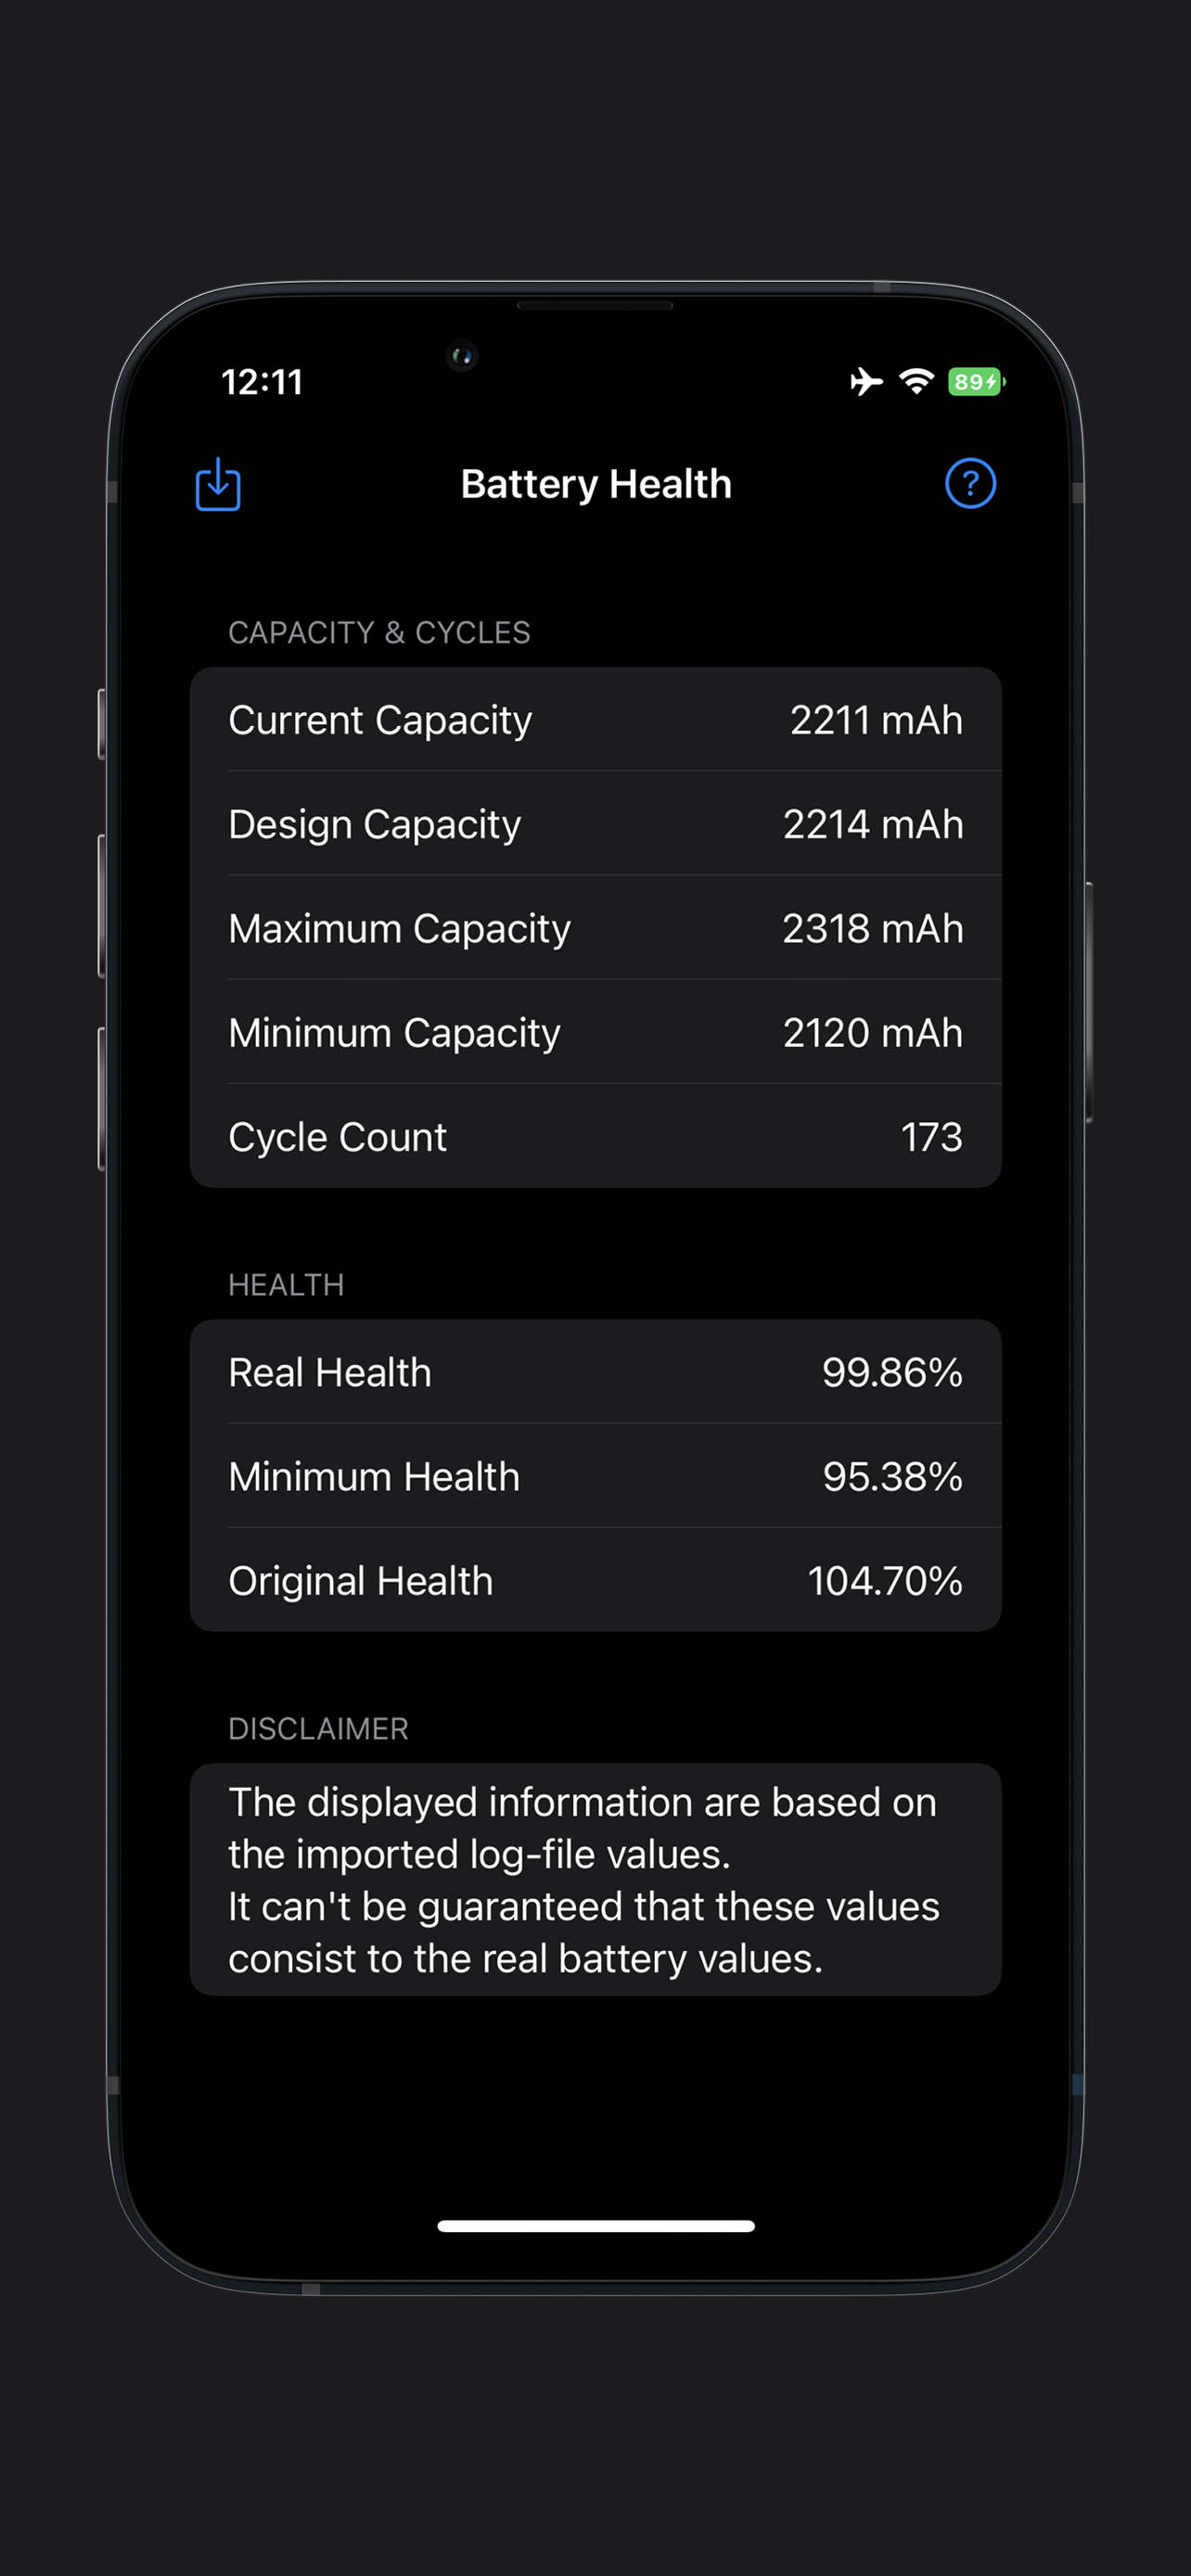 12:11
89
Battery Health
?
CAPACITY & CYCLES
Current Capacity 2211 mAh
Design Capacity 2214 mAh
Maximum Capacity 2318 mAh
Minimum Capacity 2120 mAh
Cycle Count 173
HEALTH
Real Health 99.86%
Minimum Health 95.38%
Original Health 104.70%
DISCLAIMER
The displayed information are based on
the imported log-file values.
It can't be guaranteed that these values
consist to the real battery values.